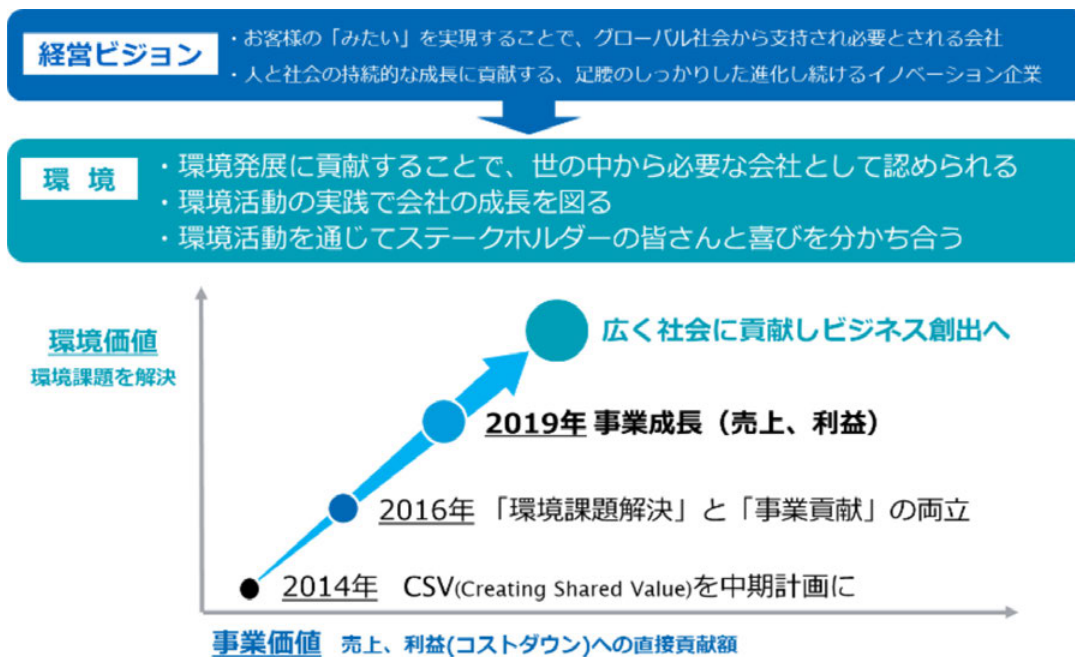 経営ビジョン
・お客様の「みたい」を実現することで、グローバル社会から支持され必要とされる会社
・人と社会の持続的な成長に貢献する、足腰のしっかりした進化し続けるイノベーション企業
環 境
・環境発展に貢献することで、世の中から必要な会社として認められる
・環境活動の実践で会社の成長を図る
・環境活動を通じてステークホルダーの皆さんと喜びを分かち合う
環境価値
環境課題を解決
広く社会に貢献しビジネス創出へ
2019年 事業成長（売上、利益）
2016年 「環境課題解決」と「事業貢献」の両立
2014年 CSV(Creating Shared Value)を中期計画に
事業価値 売上、利益(コストダウン)への直接貢献額